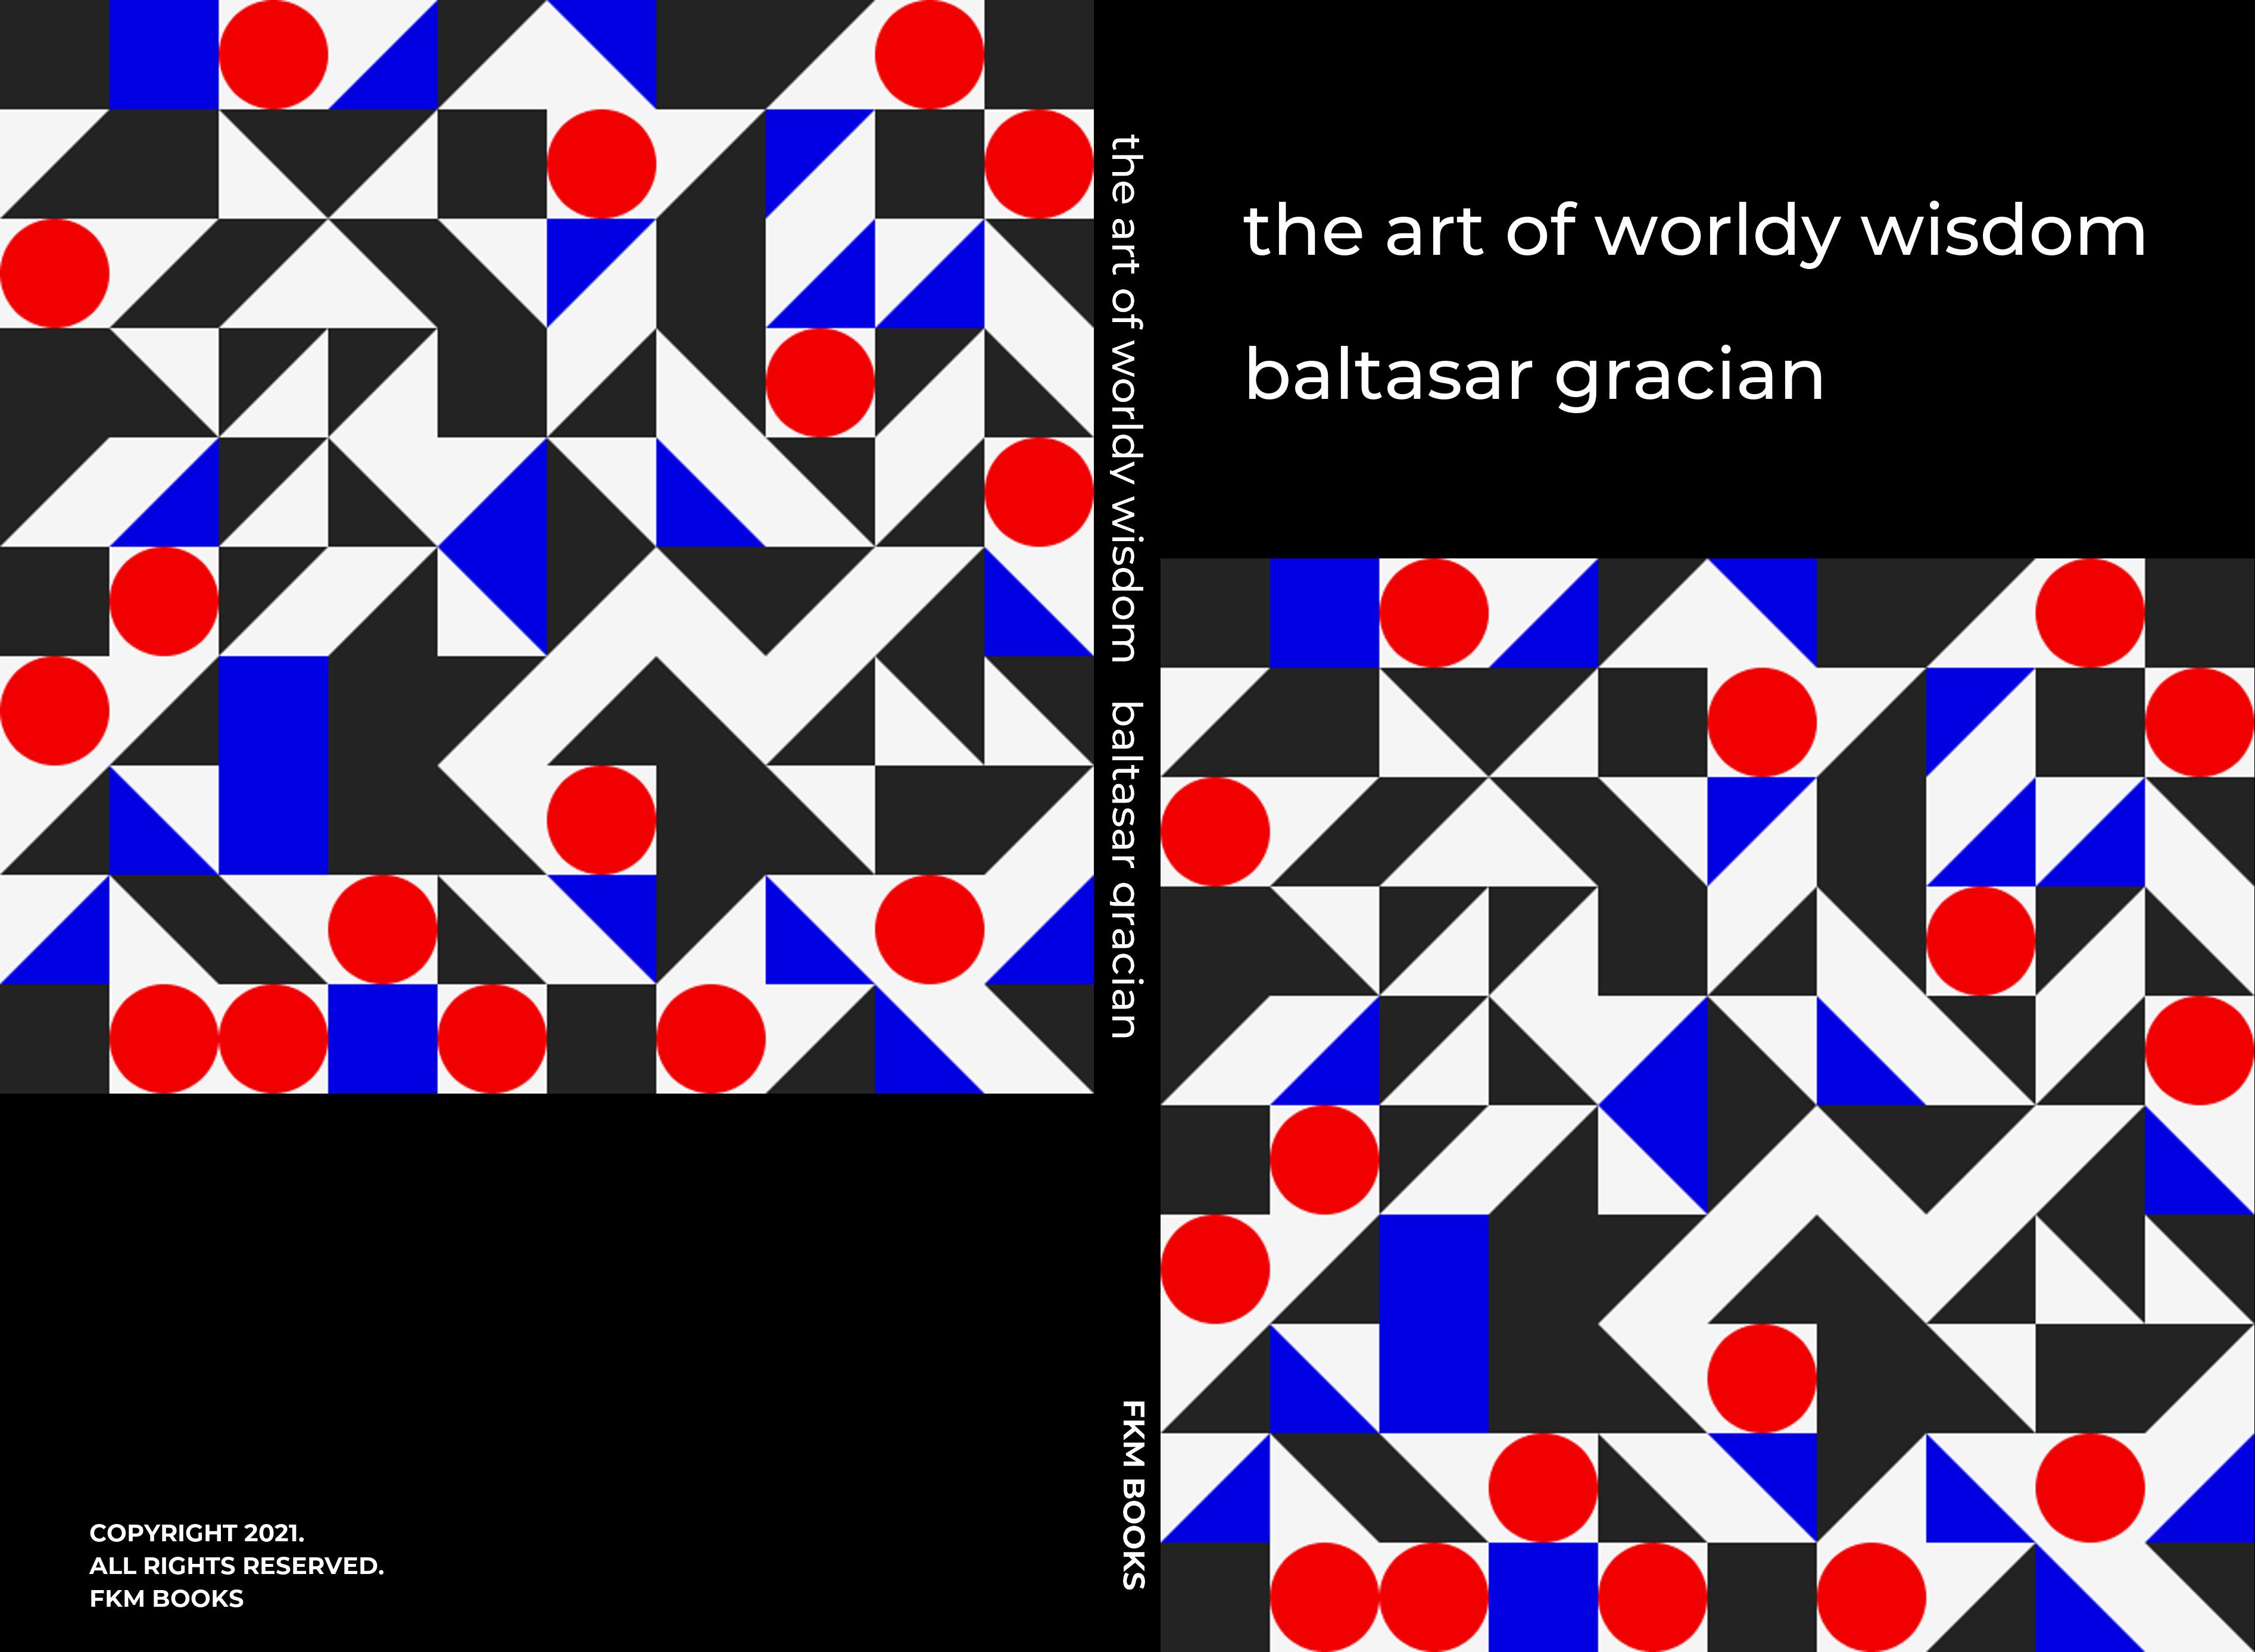 the art of worldy wisdom
baltasar gracian
the art of worldy wisdom baltasar gracian
FKM BOOKS
COPYRIGHT 2021.
ALL RIGHTS RESERVED.
FKM BOOKS